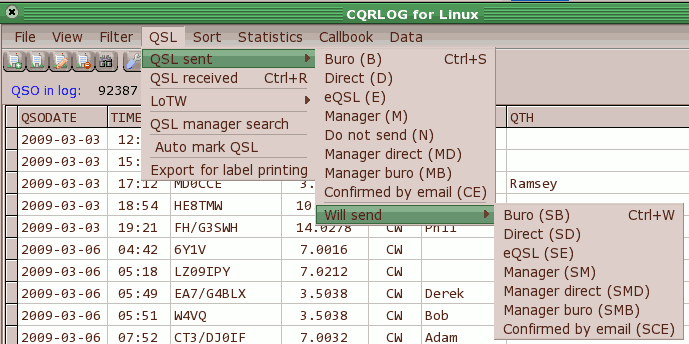 CQRLOG for Linux
File View Filter QSL Sort Statistics Callbook Data
QSL sent
QSL received Ctrl+R
LoTW
QSL manager search
Auto mark QSL
Export for label printing
Buro (B) Ctrl+S
Direct (D)
eQSL (E)
Manager (M)
Do not send (N)
Manager direct (MD)
Manager buro (MB)
Confirmed by email (CE)
Will send
Buro (SB) Ctrl+W
Direct (SD)
eQSL (SE)
Manager (SM)
Manager direct (SMD)
Manager buro (SMB)
Confirmed by email (SCE)
QSO in log: 92387
QSODATE TIME QTH
2009-03-03 12:
2009-03-03 15:
2009-03-03 17:12 MD0CCE 3. Ramsey
2009-03-03 18:54 HE8TMW 10
2009-03-03 19:21 FH/G3SWH 14.0278 CW Phil
2009-03-06 04:42 6Y1V 7.0016 CW
2009-03-06 05:18 LZ09IPY 7.0212 CW
2009-03-06 05:49 EA7/G4BLX 3.5038 CW Derek
2009-03-06 05:51 W4VQ 3.5038 CW Bob
2009-03-06 07:52 CT3/DJ0IF 7.0032 CW Adam